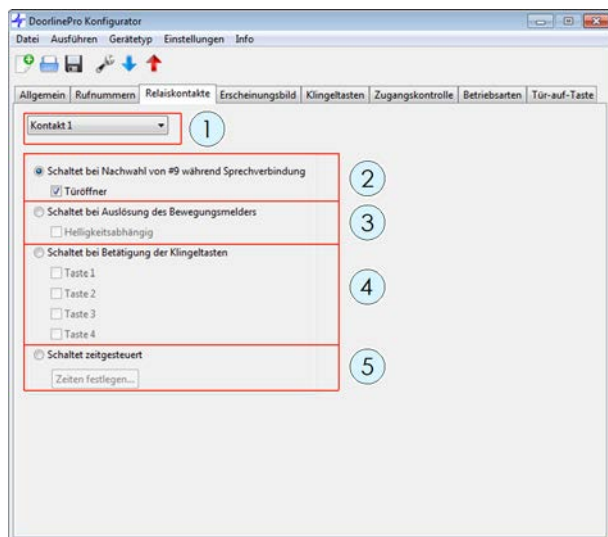 DoorlinePro Konfigurator
Datei Ausführen Gerätetyp Einstellungen Info
Allgemein Rufnummern Relaiskontakte Erscheinungsbild Klingeltasten Zugangskontrolle Betriebsarten Tür-auf-Taste
Kontakt 1
1
Schaltet bei Nachwahl von #9 während Sprechverbindung
2
Türöffner
Schaltet bei Auslösung des Bewegungsmelders
3
Helligkeitsabhängig
Schaltet bei Betätigung der Klingeltasten
Taste 1
4
Taste 2
Taste 3
Taste 4
Schaltet zeitgesteuert
5
Zeiten festlegen...